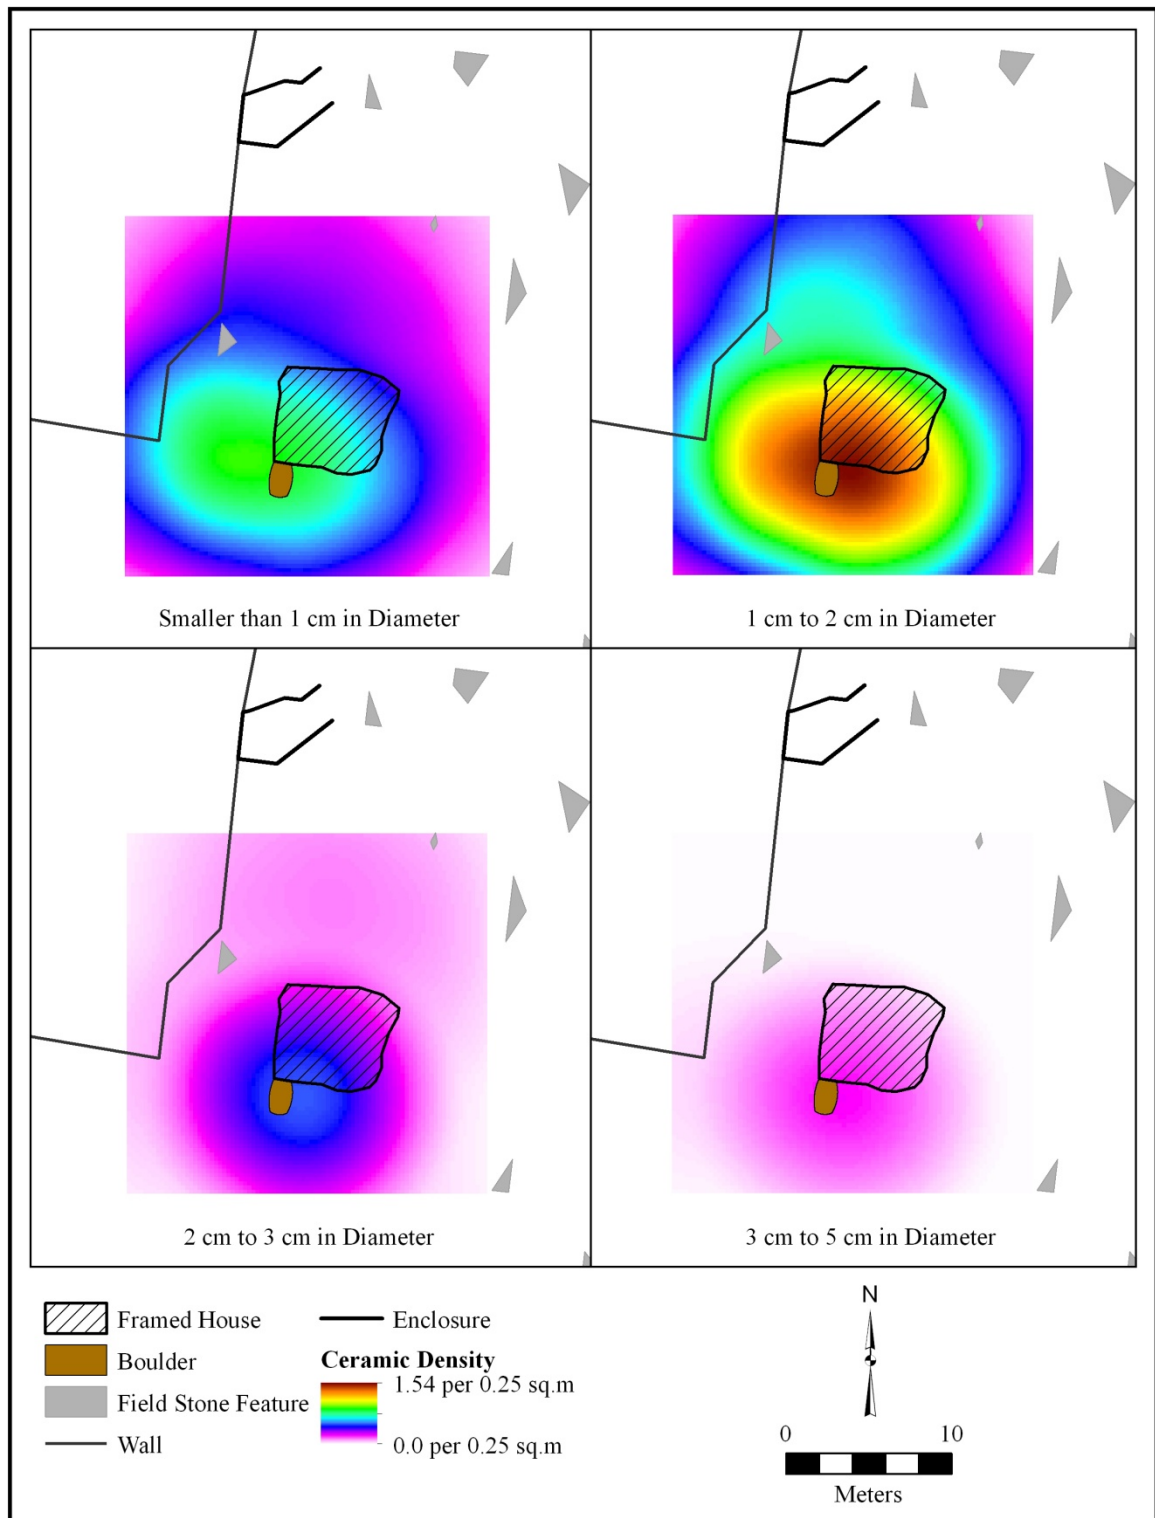 Smaller than 1 cm in Diameter
1 cm to 2 cm in Diameter
2 cm to 3 cm in Diameter
3 cm to 5 cm in Diameter
Framed House
Boulder
Field Stone Feature
Wall
Enclosure
Ceramic Density
1.54 per 0.25 sq.m
0.0 per 0.25 sq.m
N
0 10
Meters